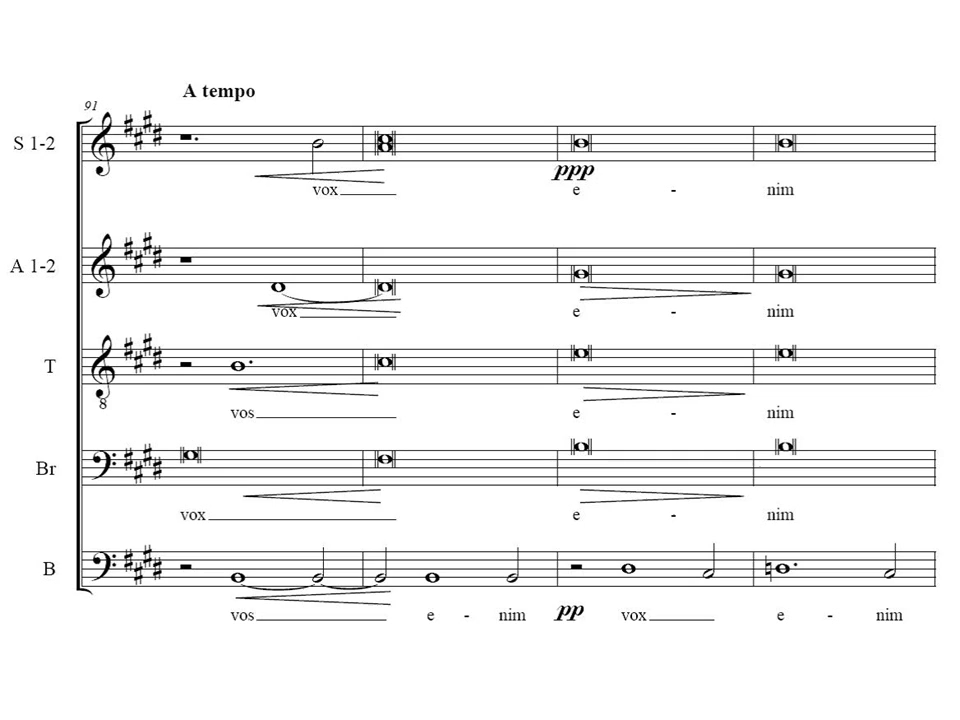 A tempo
91
S 1-2
vox
ppp
e - nim
A 1-2
vox
e - nim
T
8
vos
e - nim
Br
vox
e - nim
B
vos e - nim pp vox e - nim